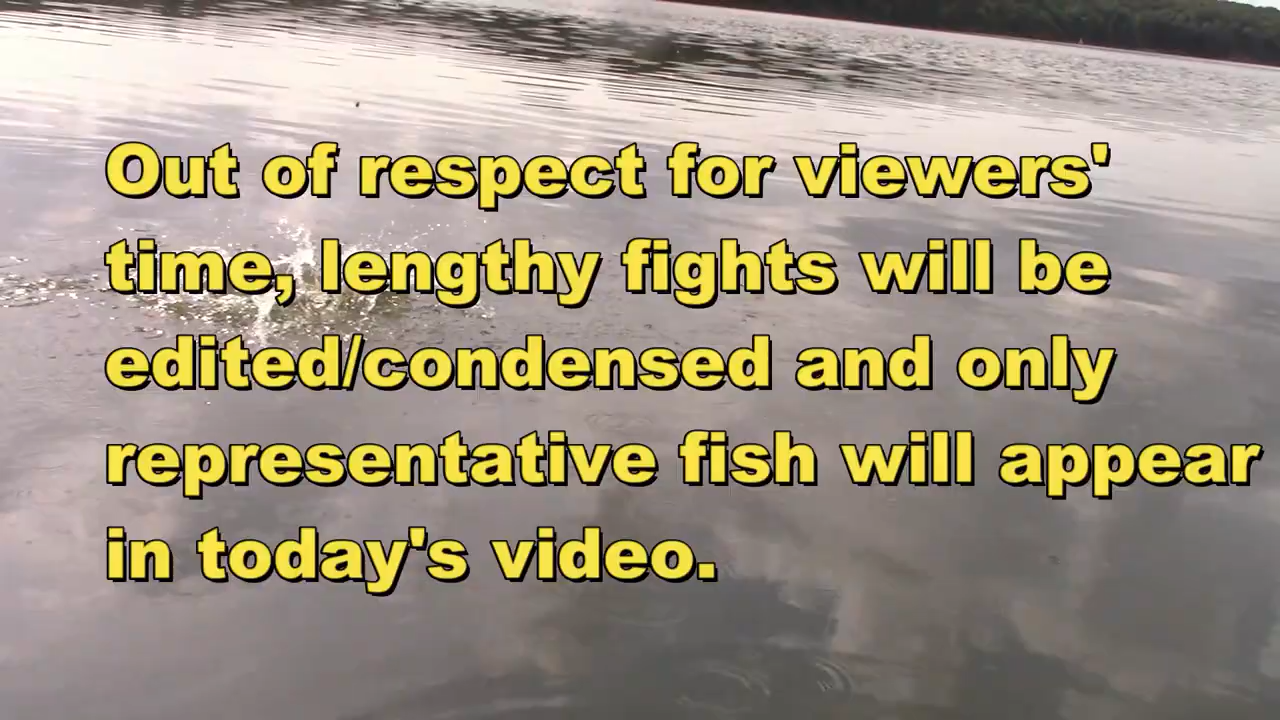 Out of respect for viewers'
time, lengthy fights will be
edited/condensed and only
representative fish will appear
in today's video.